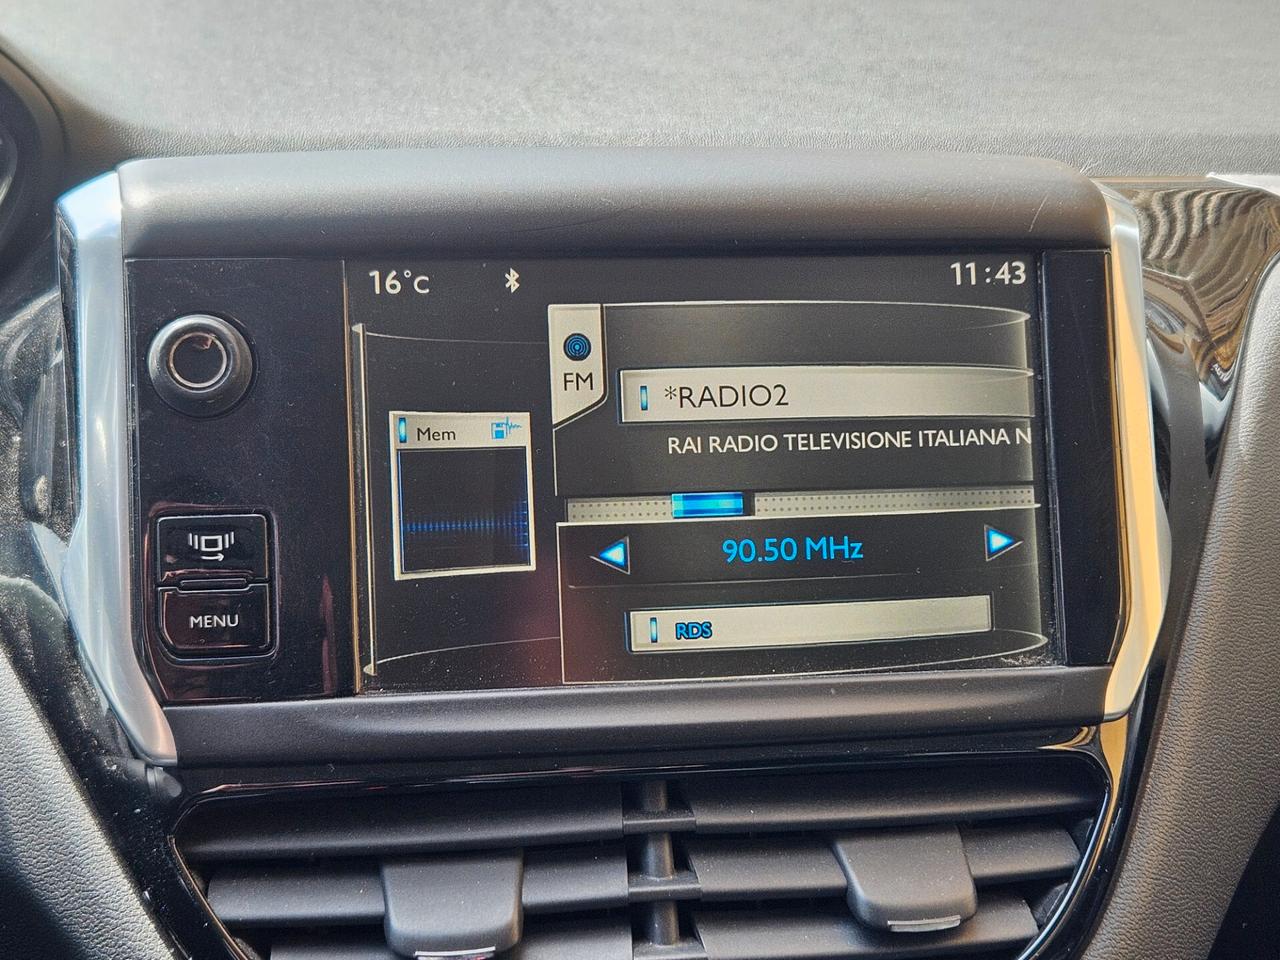 16°C
11:43
FM
*RADIO2
Mem
RAI RADIO TELEVISIONE ITALIANA N
90.50 MHz
MENU
RDS